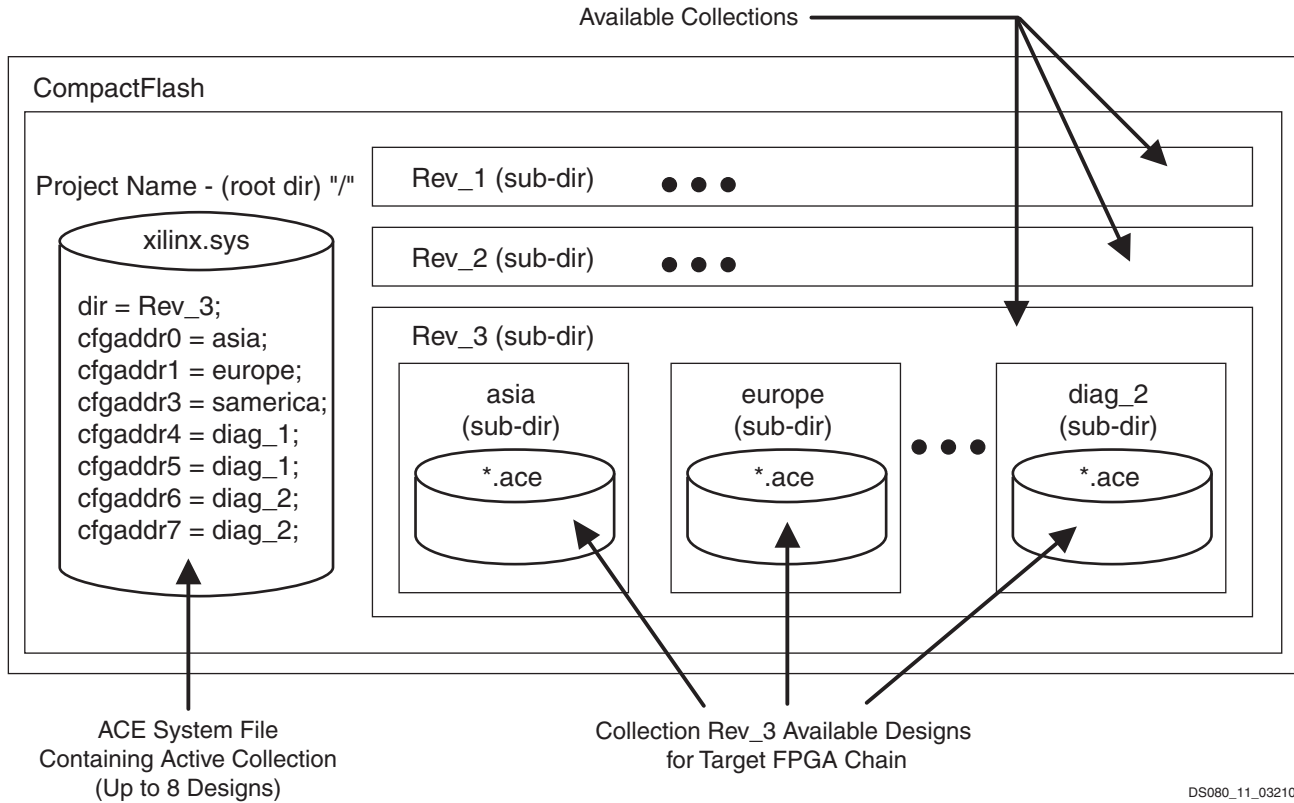 Available Collections
CompactFlash
Project Name - (root dir) "/"
xilinx.sys
dir = Rev_3;
cfgaddr0 = asia;
cfgaddr1 = europe;
cfgaddr3 = samerica;
cfgaddr4 = diag_1;
cfgaddr5 = diag_1;
cfgaddr6 = diag_2;
cfgaddr7 = diag_2;
Rev_1 (sub-dir)
Rev_2 (sub-dir)
Rev_3 (sub-dir)
asia
(sub-dir)
*.ace
europe
(sub-dir)
*.ace
diag_2
(sub-dir)
*.ace
ACE System File
Containing Active Collection
(Up to 8 Designs)
Collection Rev_3 Available Designs
for Target FPGA Chain
DS080_11_03210